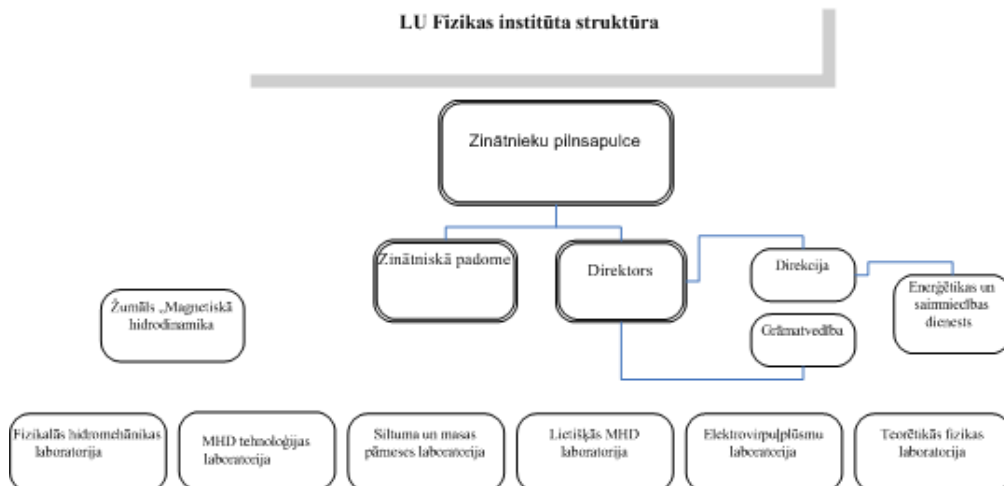 LU Fizikas institūta struktūra
Zinātnieku pilnsapulce
Zinātniskā padome
Direktors
Direkcija
Enerģētikas un
saimniecības
dienests
Žurnāls „Magnetiskā
hidrodinamika
Grāmatvedība
Fizikālās hidromehānikas
laboratorija
MHD tehnoloģijas
laboratorija
Siltuma un masas
pārneses laboratorija
Lietišķās MHD
laboratorija
Elektrovirpuļplūsmu
laboratorija
Teorētikās fizikas
laboratorija